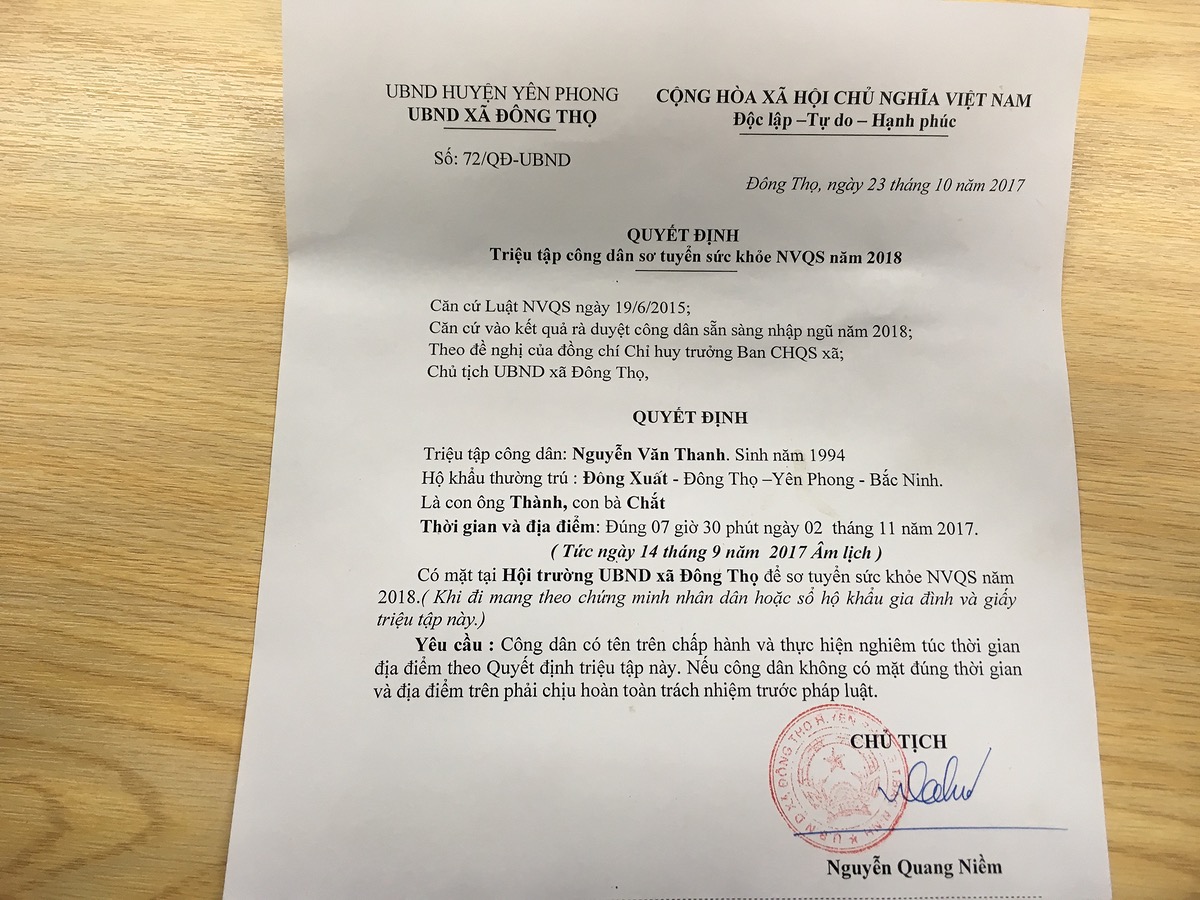 UBND HUYỆN YÊN PHONG
UBND XÃ ĐÔNG THỌ
CỘNG HÒA XÃ HỘI CHỦ NGHĨA VIỆT NAM
Độc lập –Tự do – Hạnh phúc
Số: 72/QĐ-UBND
Đông Thọ, ngày 23 tháng 10 năm 2017
QUYẾT ĐỊNH
Triệu tập công dân sơ tuyển sức khỏe NVQS năm 2018
Căn cứ Luật NVQS ngày 19/6/2015;
Căn cứ vào kết quả rà duyệt công dân sẵn sàng nhập ngũ năm 2018;
Theo đề nghị của đồng chí Chỉ huy trưởng Ban CHQS xã;
Chủ tịch UBND xã Đông Thọ,
QUYẾT ĐỊNH
Triệu tập công dân: Nguyễn Văn Thanh. Sinh năm 1994
Hộ khẩu thường trú : Đông Xuất - Đông Thọ –Yên Phong - Bắc Ninh.
Là con ông Thành, con bà Chắt
Thời gian và địa điểm: Đúng 07 giờ 30 phút ngày 02 tháng 11 năm 2017.
( Tức ngày 14 tháng 9 năm 2017 Âm lịch )
Có mặt tại Hội trường UBND xã Đông Thọ để sơ tuyển sức khỏe NVQS năm
2018.( Khi đi mang theo chứng minh nhân dân hoặc sổ hộ khẩu gia đình và giấy
triệu tập này.)
Yêu cầu : Công dân có tên trên chấp hành và thực hiện nghiêm túc thời gian
địa điểm theo Quyết định triệu tập này. Nếu công dân không có mặt đúng thời gian
và địa điểm trên phải chịu hoàn toàn trách nhiệm trước pháp luật.
CHỦ TỊCH
UBND XÃ ĐÔNG THỌ H.YÊN
Nguyễn Quang Niềm